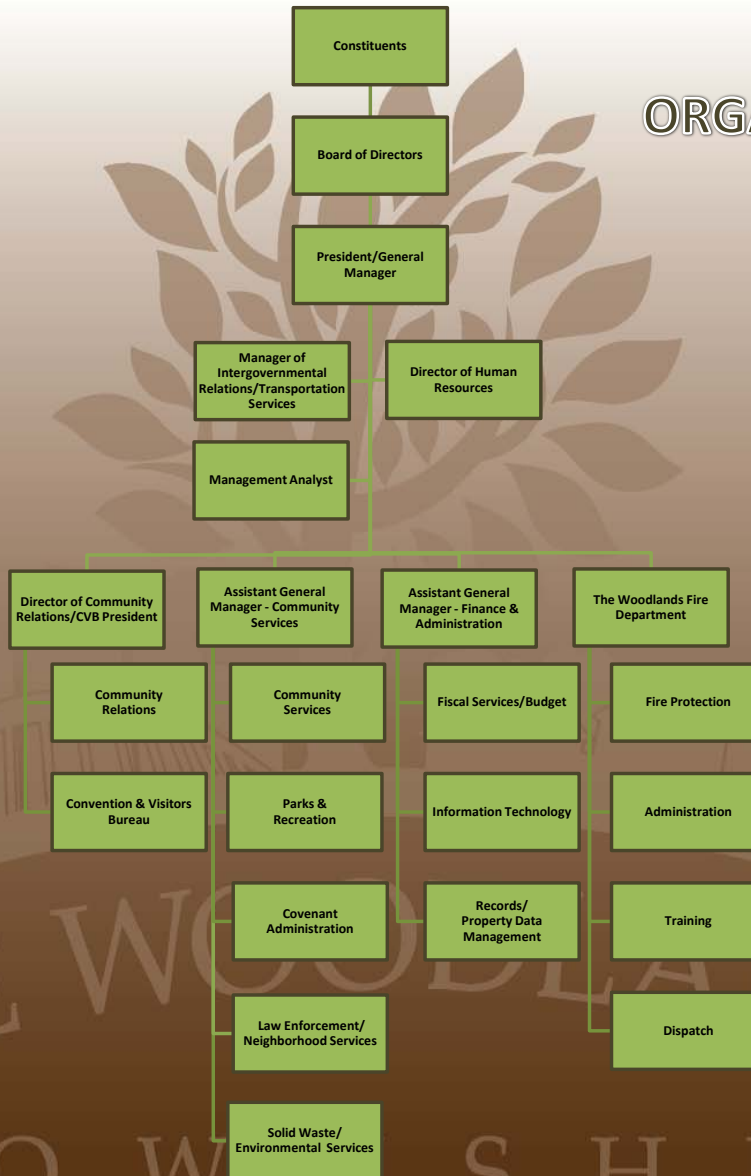 Constituents
ORGA
Board of Directors
President/General
Manager
Manager of
Intergovernmental
Relations/Transportation
Services
Director of Human
Resources
Management Analyst
Director of Community
Relations/CVB President
Assistant General
Manager - Community
Services
Assistant General
Manager - Finance &
Administration
The Woodlands Fire
Department
Community
Relations
Community
Services
Fiscal Services/Budget
Fire Protection
Convention & Visitors
Bureau
Parks &
Recreation
Information Technology
Administration
Covenant
Administration
Records/
Property Data
Management
Training
Law Enforcement/
Neighborhood Services
Dispatch
Solid Waste/
Environmental Services
E WOODLA
O W S H